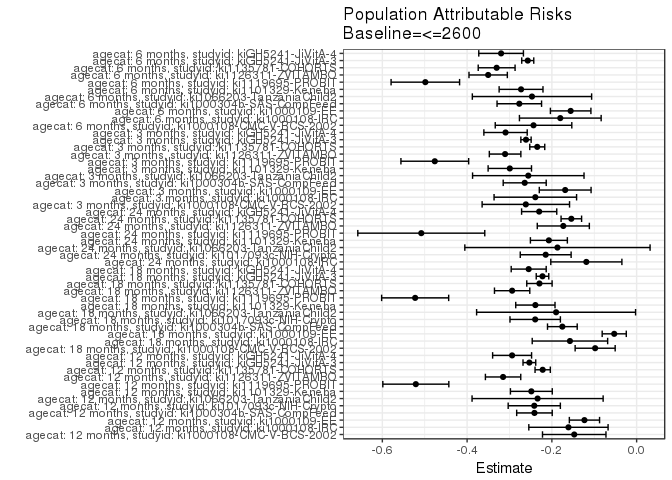 Population Attributable Risks
Baseline=<=2600
agecat: 6 months, studyid: kiGH5241-JiVitA-4
agecat: 6 months, studyid: kiGH5241-JiVitA-3
agecat: 6 months, studyid: ki1135781-COHORTS
agecat: 6 months, studyid: ki1126311-ZVITAMBO
agecat: 6 months, studyid: ki1119695-PROBIT
agecat: 6 months, studyid: ki1101329-Keneba
agecat: 6 months, studyid: ki1066203-TanzaniaChild2
agecat: 6 months, studyid: ki1000304b-SAS-CompFeed
agecat: 6 months, studyid: ki1000109-EE
agecat: 6 months, studyid: ki1000108-IRC
agecat: 6 months, studyid: ki1000108-CMC-V-BCS-2002
agecat: 3 months, studyid: kiGH5241-JiVitA-4
agecat: 3 months, studyid: kiGH5241-JiVitA-3
agecat: 3 months, studyid: ki1135781-COHORTS
agecat: 3 months, studyid: ki1126311-ZVITAMBO
agecat: 3 months, studyid: ki1119695-PROBIT
agecat: 3 months, studyid: ki1101329-Keneba
agecat: 3 months, studyid: ki1066203-TanzaniaChild2
agecat: 3 months, studyid: ki1000304b-SAS-CompFeed
agecat: 3 months, studyid: ki1000109-EE
agecat: 3 months, studyid: ki1000108-IRC
agecat: 3 months, studyid: ki1000108-CMC-V-BCS-2002
agecat: 24 months, studyid: kiGH5241-JiVitA-4
agecat: 24 months, studyid: ki1135781-COHORTS
agecat: 24 months, studyid: ki1126311-ZVITAMBO
agecat: 24 months, studyid: ki1119695-PROBIT
agecat: 24 months, studyid: ki1101329-Keneba
agecat: 24 months, studyid: ki1066203-TanzaniaChild2
agecat: 24 months, studyid: ki1017093c-NIH-Crypto
agecat: 24 months, studyid: ki1000108-IRC
agecat: 18 months, studyid: kiGH5241-JiVitA-4
agecat: 18 months, studyid: kiGH5241-JiVitA-3
agecat: 18 months, studyid: ki1135781-COHORTS
agecat: 18 months, studyid: ki1126311-ZVITAMBO
agecat: 18 months, studyid: ki1119695-PROBIT
agecat: 18 months, studyid: ki1101329-Keneba
agecat: 18 months, studyid: ki1066203-TanzaniaChild2
agecat: 18 months, studyid: ki1017093c-NIH-Crypto
agecat: 18 months, studyid: ki1000304b-SAS-CompFeed
agecat: 18 months, studyid: ki1000109-EE
agecat: 18 months, studyid: ki1000108-IRC
agecat: 18 months, studyid: ki1000108-CMC-V-BCS-2002
agecat: 12 months, studyid: kiGH5241-JiVitA-4
agecat: 12 months, studyid: kiGH5241-JiVitA-3
agecat: 12 months, studyid: ki1135781-COHORTS
agecat: 12 months, studyid: ki1126311-ZVITAMBO
agecat: 12 months, studyid: ki1119695-PROBIT
agecat: 12 months, studyid: ki1101329-Keneba
agecat: 12 months, studyid: ki1066203-TanzaniaChild2
agecat: 12 months, studyid: ki1017093c-NIH-Crypto
agecat: 12 months, studyid: ki1000304b-SAS-CompFeed
agecat: 12 months, studyid: ki1000109-EE
agecat: 12 months, studyid: ki1000108-IRC
agecat: 12 months, studyid: ki1000108-CMC-V-BCS-2002
-0.6 -0.4 -0.2 0.0
Estimate